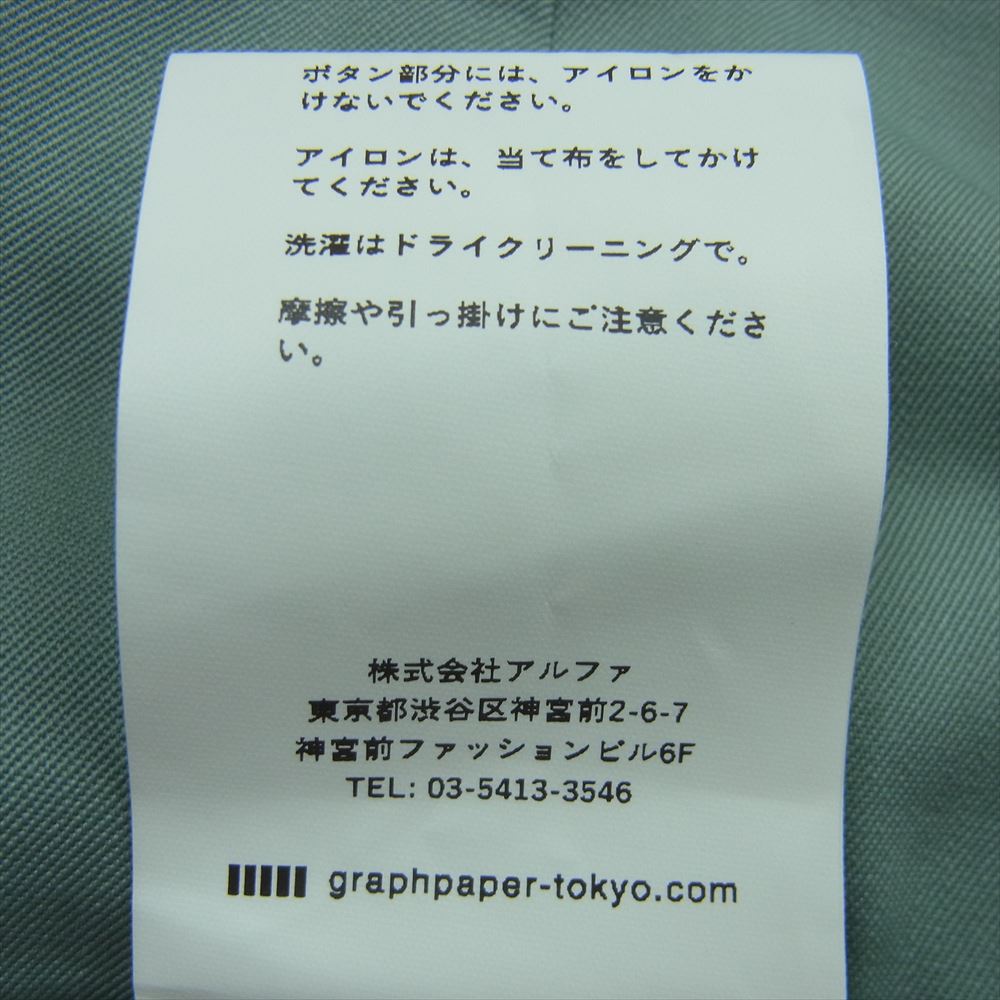 ボタン部分には、アイロンをか
けないでください。
アイロンは、当て布をしてかけ
てください。
洗濯はドライクリーニングで。
摩擦や引っ掛けにご注意くださ
い。
株式会社アルファ
東京都渋谷区神宮前2-6-7
神宮前ファッションビル6F
TEL: 03-5413-3546
graphpaper-tokyo.com